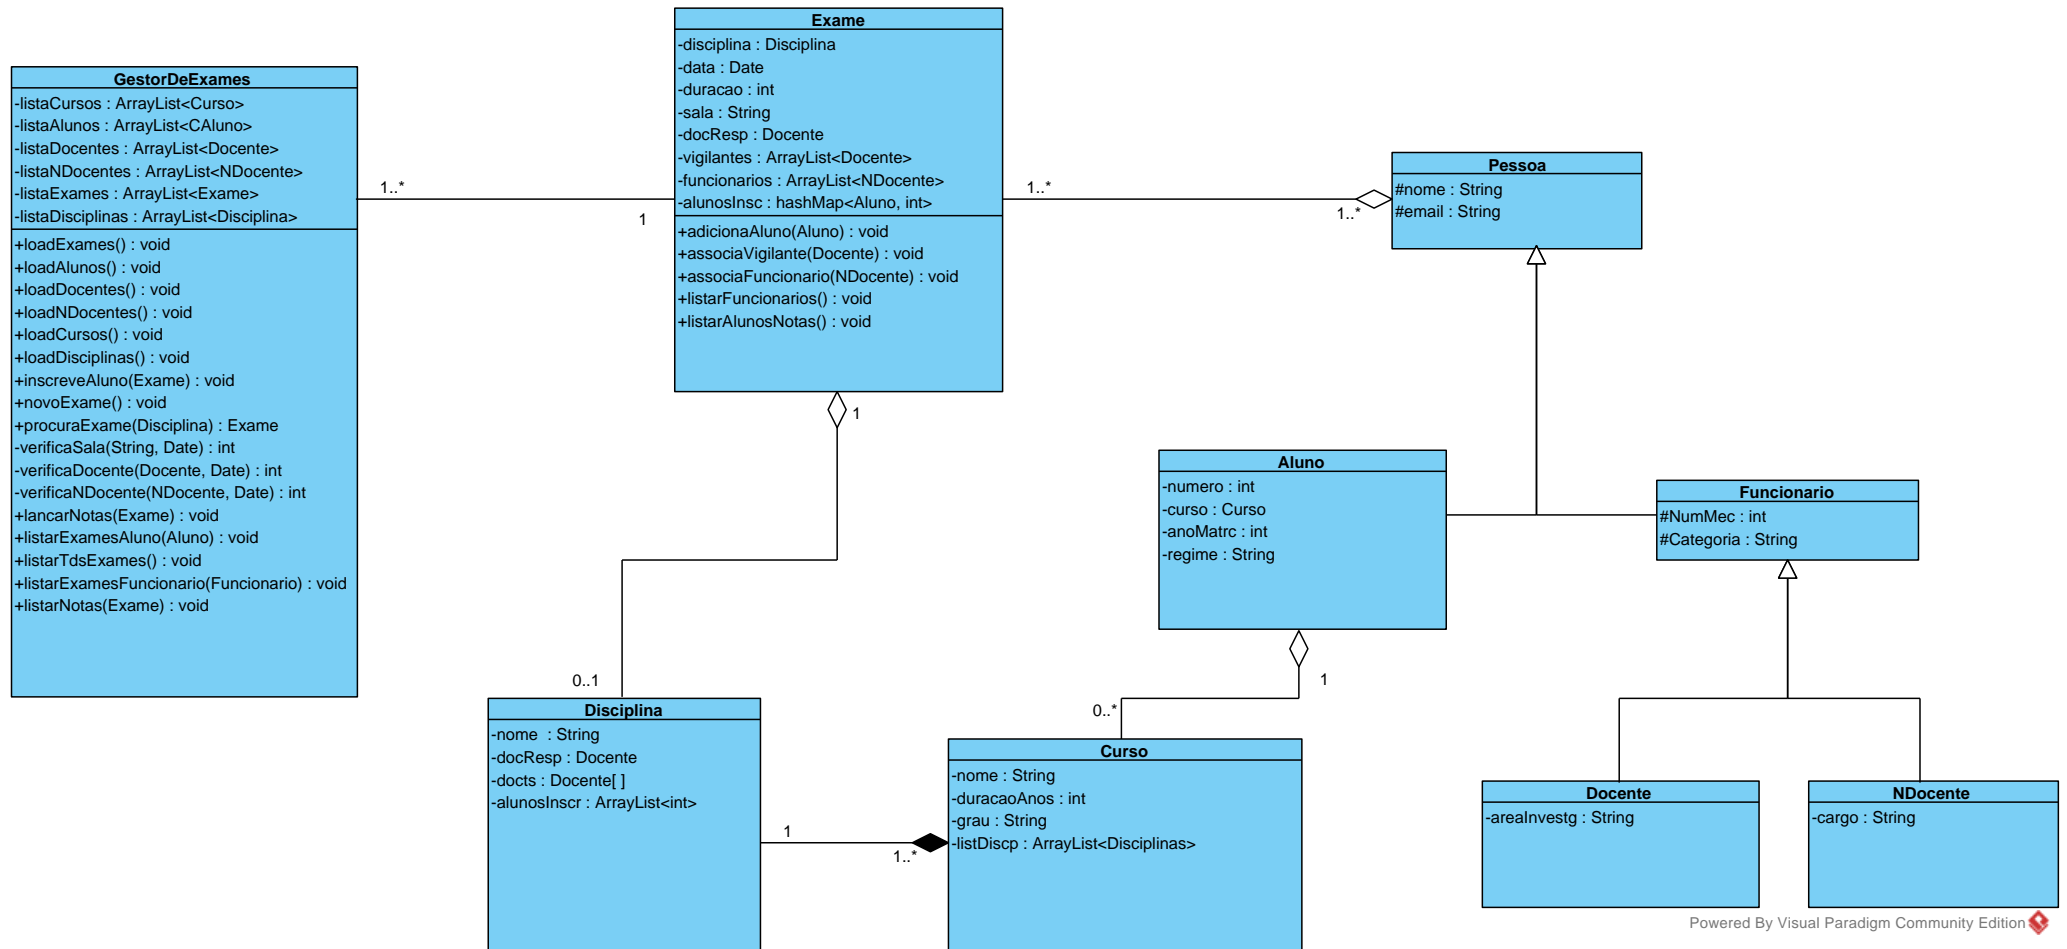 GestorDeExames
-listaCursos : ArrayList<Curso>
-listaAlunos : ArrayList<CAluno>
-listaDocentes : ArrayList<Docente>
-listaNDocentes : ArrayList<NDocente>
-listaExames : ArrayList<Exame>
-listaDisciplinas : ArrayList<Disciplina>
+loadExames() : void
+loadAlunos() : void
+loadDocentes() : void
+loadNDocentes() : void
+loadCursos() : void
+loadDisciplinas() : void
+inscreveAluno(Exame) : void
+novoExame() : void
+procuraExame(Disciplina) : Exame
-verificaSala(String, Date) : int
-verificaDocente(Docente, Date) : int
-verificaNDocente(NDocente, Date) : int
+lancarNotas(Exame) : void
+listarExamesAluno(Aluno) : void
+listarTdsExames() : void
+listarExamesFuncionario(Funcionario) : void
+listarNotas(Exame) : void
1..*
1
Exame
-disciplina : Disciplina
-data : Date
-duracao : int
-sala : String
-docResp : Docente
-vigilantes : ArrayList<Docente>
-funcionarios : ArrayList<NDocente>
-alunosInsc : hashMap<Aluno, int>
+adicionaAluno(Aluno) : void
+associaVigilante(Docente) : void
+associaFuncionario(NDocente) : void
+listarFuncionarios() : void
+listarAlunosNotas() : void
1..*
1..*
Pessoa
#nome : String
#email : String
1
0..1
Aluno
-numero : int
-curso : Curso
-anoMatrc : int
-regime : String
Funcionario
#NumMec : int
#Categoria : String
1
0..*
Disciplina
-nome  : String
-docResp : Docente
-docts : Docente[ ]
-alunosInscr : ArrayList<int>
1
1..*
Curso
-nome : String
-duracaoAnos : int
-grau : String
-listDiscp : ArrayList<Disciplinas>
Docente
-areaInvestg : String
NDocente
-cargo : String
Powered By Visual Paradigm Community Edition